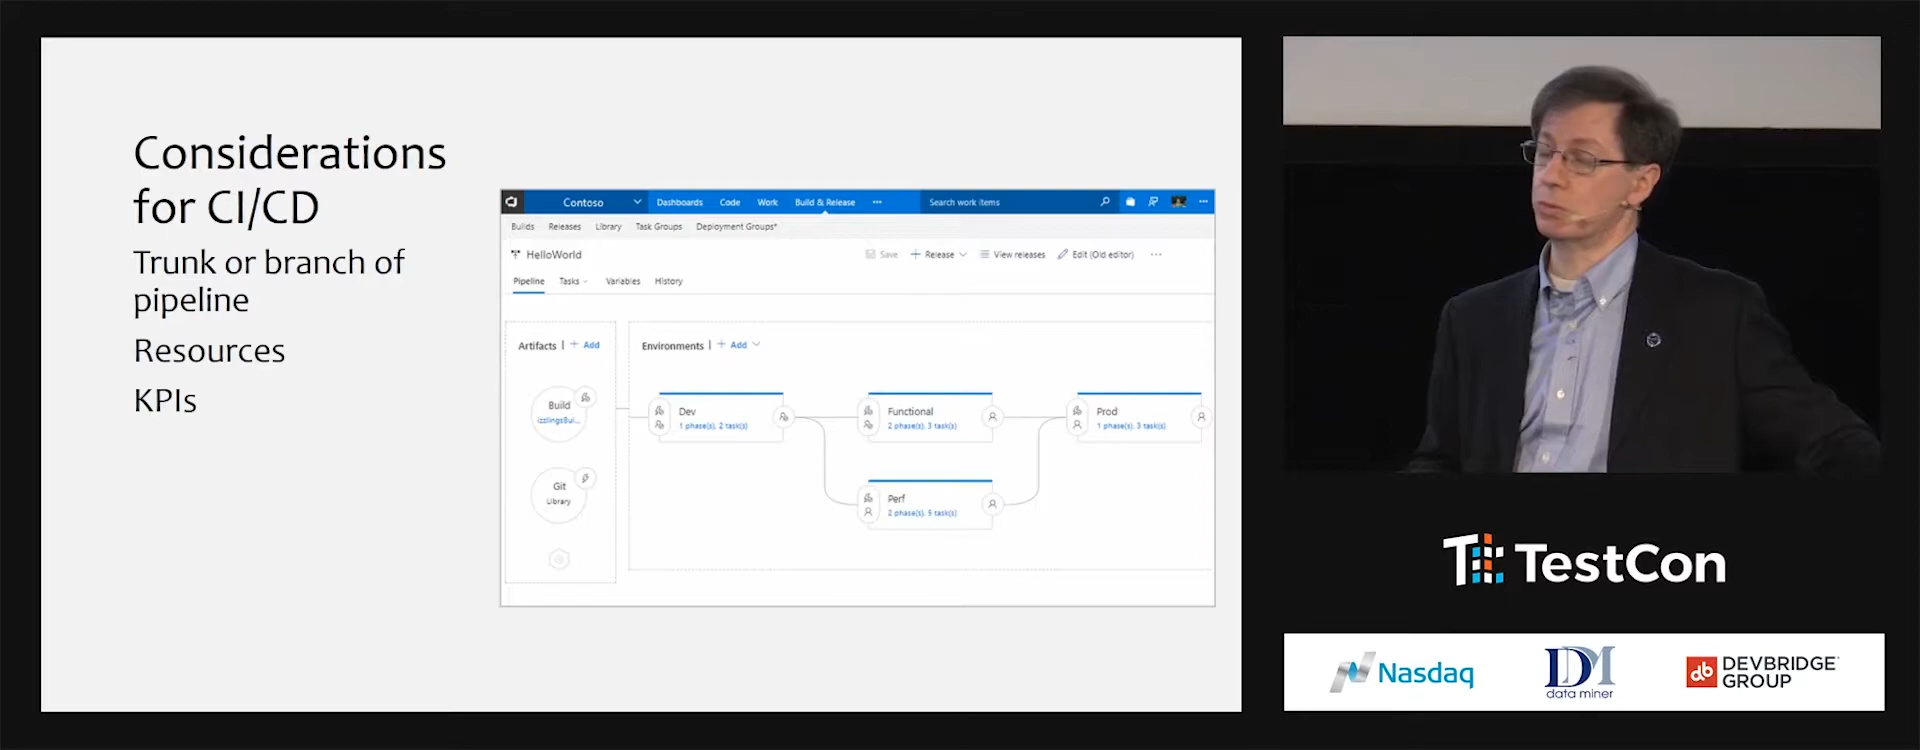 Considerations
for CI/CD
Trunk or branch of
pipeline
Resources
KPIs
Contoso
Dashboards Code Work Build & Release ··· Search work items ···
Builds Releases Library Task Groups Deployment Groups*
HelloWorld
Save + Release View releases Edit (Old editor) ···
Pipeline Tasks Variables History
Artifacts | + Add
Environments | + Add
Build
Dev
1 phase(s), 2 task(s)
Functional
2 phase(s), 3 task(s)
Prod
1 phase(s), 3 task(s)
Git
Library
Perf
2 phase(s), 9 task(s)
TestCon
Nasdaq
DM
data miner
db
DEVBRIDGE
GROUP